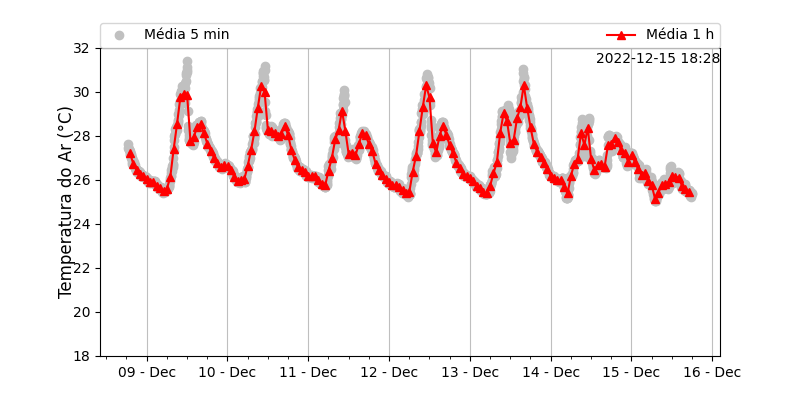 Média 5 min
Média 1 h
2022-12-15 18:28
Temperatura do Ar (°C)
32
30
28
26
24
22
20
18
09 - Dec
10 - Dec
11 - Dec
12 - Dec
13 - Dec
14 - Dec
15 - Dec
16 - Dec